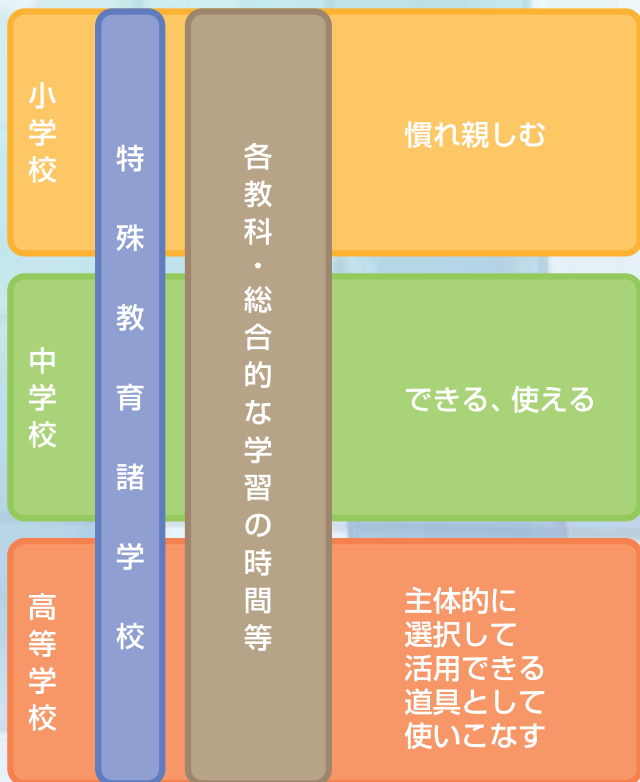 小学校
特殊教育諸学校
各教科・総合的な学習の時間等
慣れ親しむ
中学校
できる、使える
高等学校
主体的に
選択して
活用できる
道具として
使いこなす